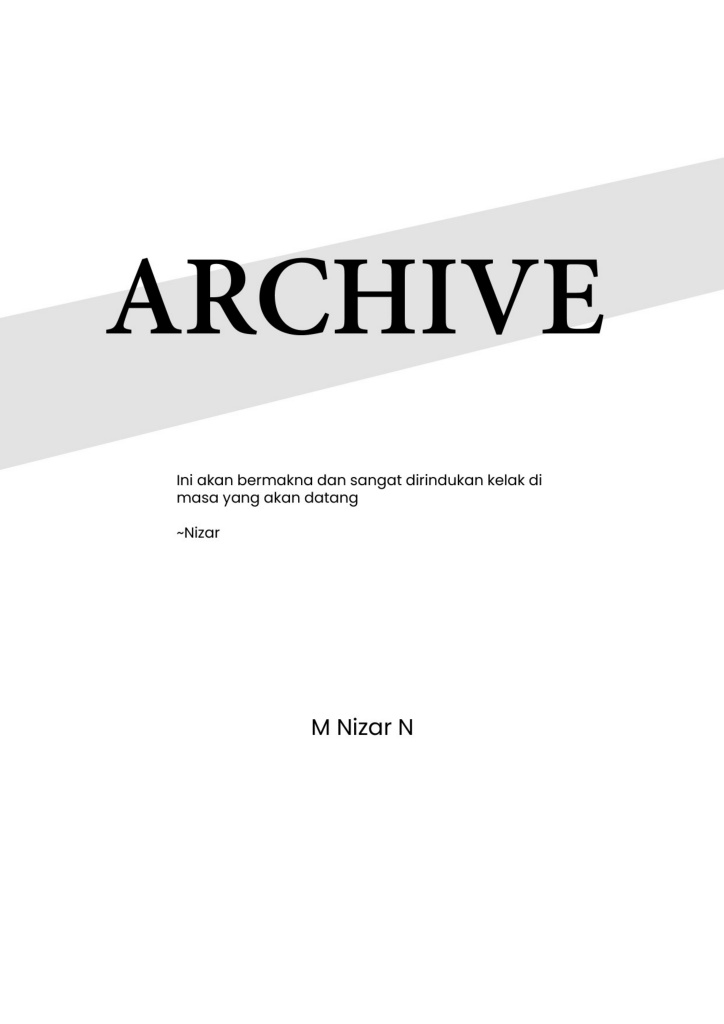 ARCHIVE
Ini akan bermakna dan sangat dirindukan kelak di
masa yang akan datang
~Nizar
M Nizar N